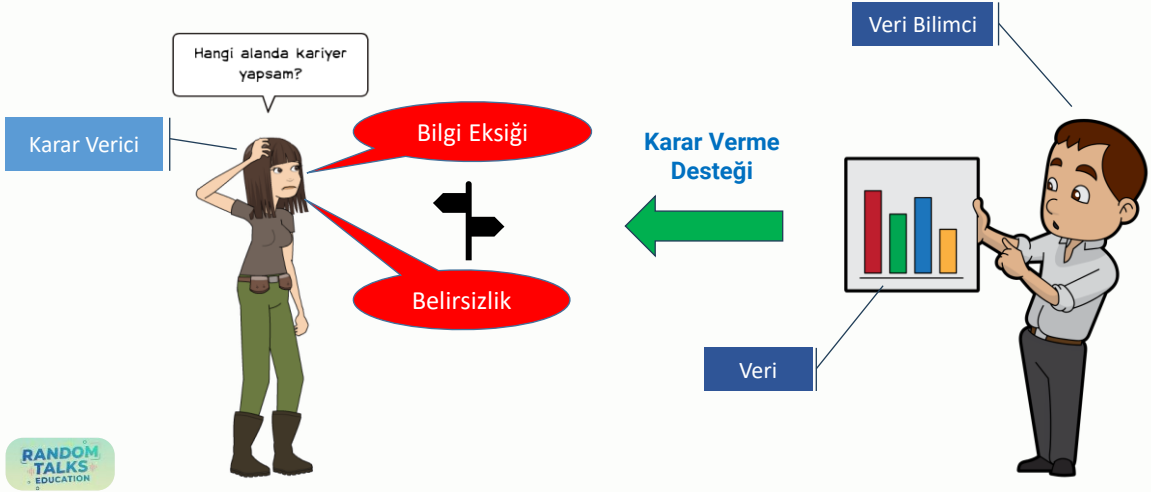 Veri Bilimci
Hangi alanda kariyer
yapsam?
Karar Verici
Bilgi Eksiği
Karar Verme
Desteği
Belirsizlik
Veri
RANDOM
TALKS
EDUCATION